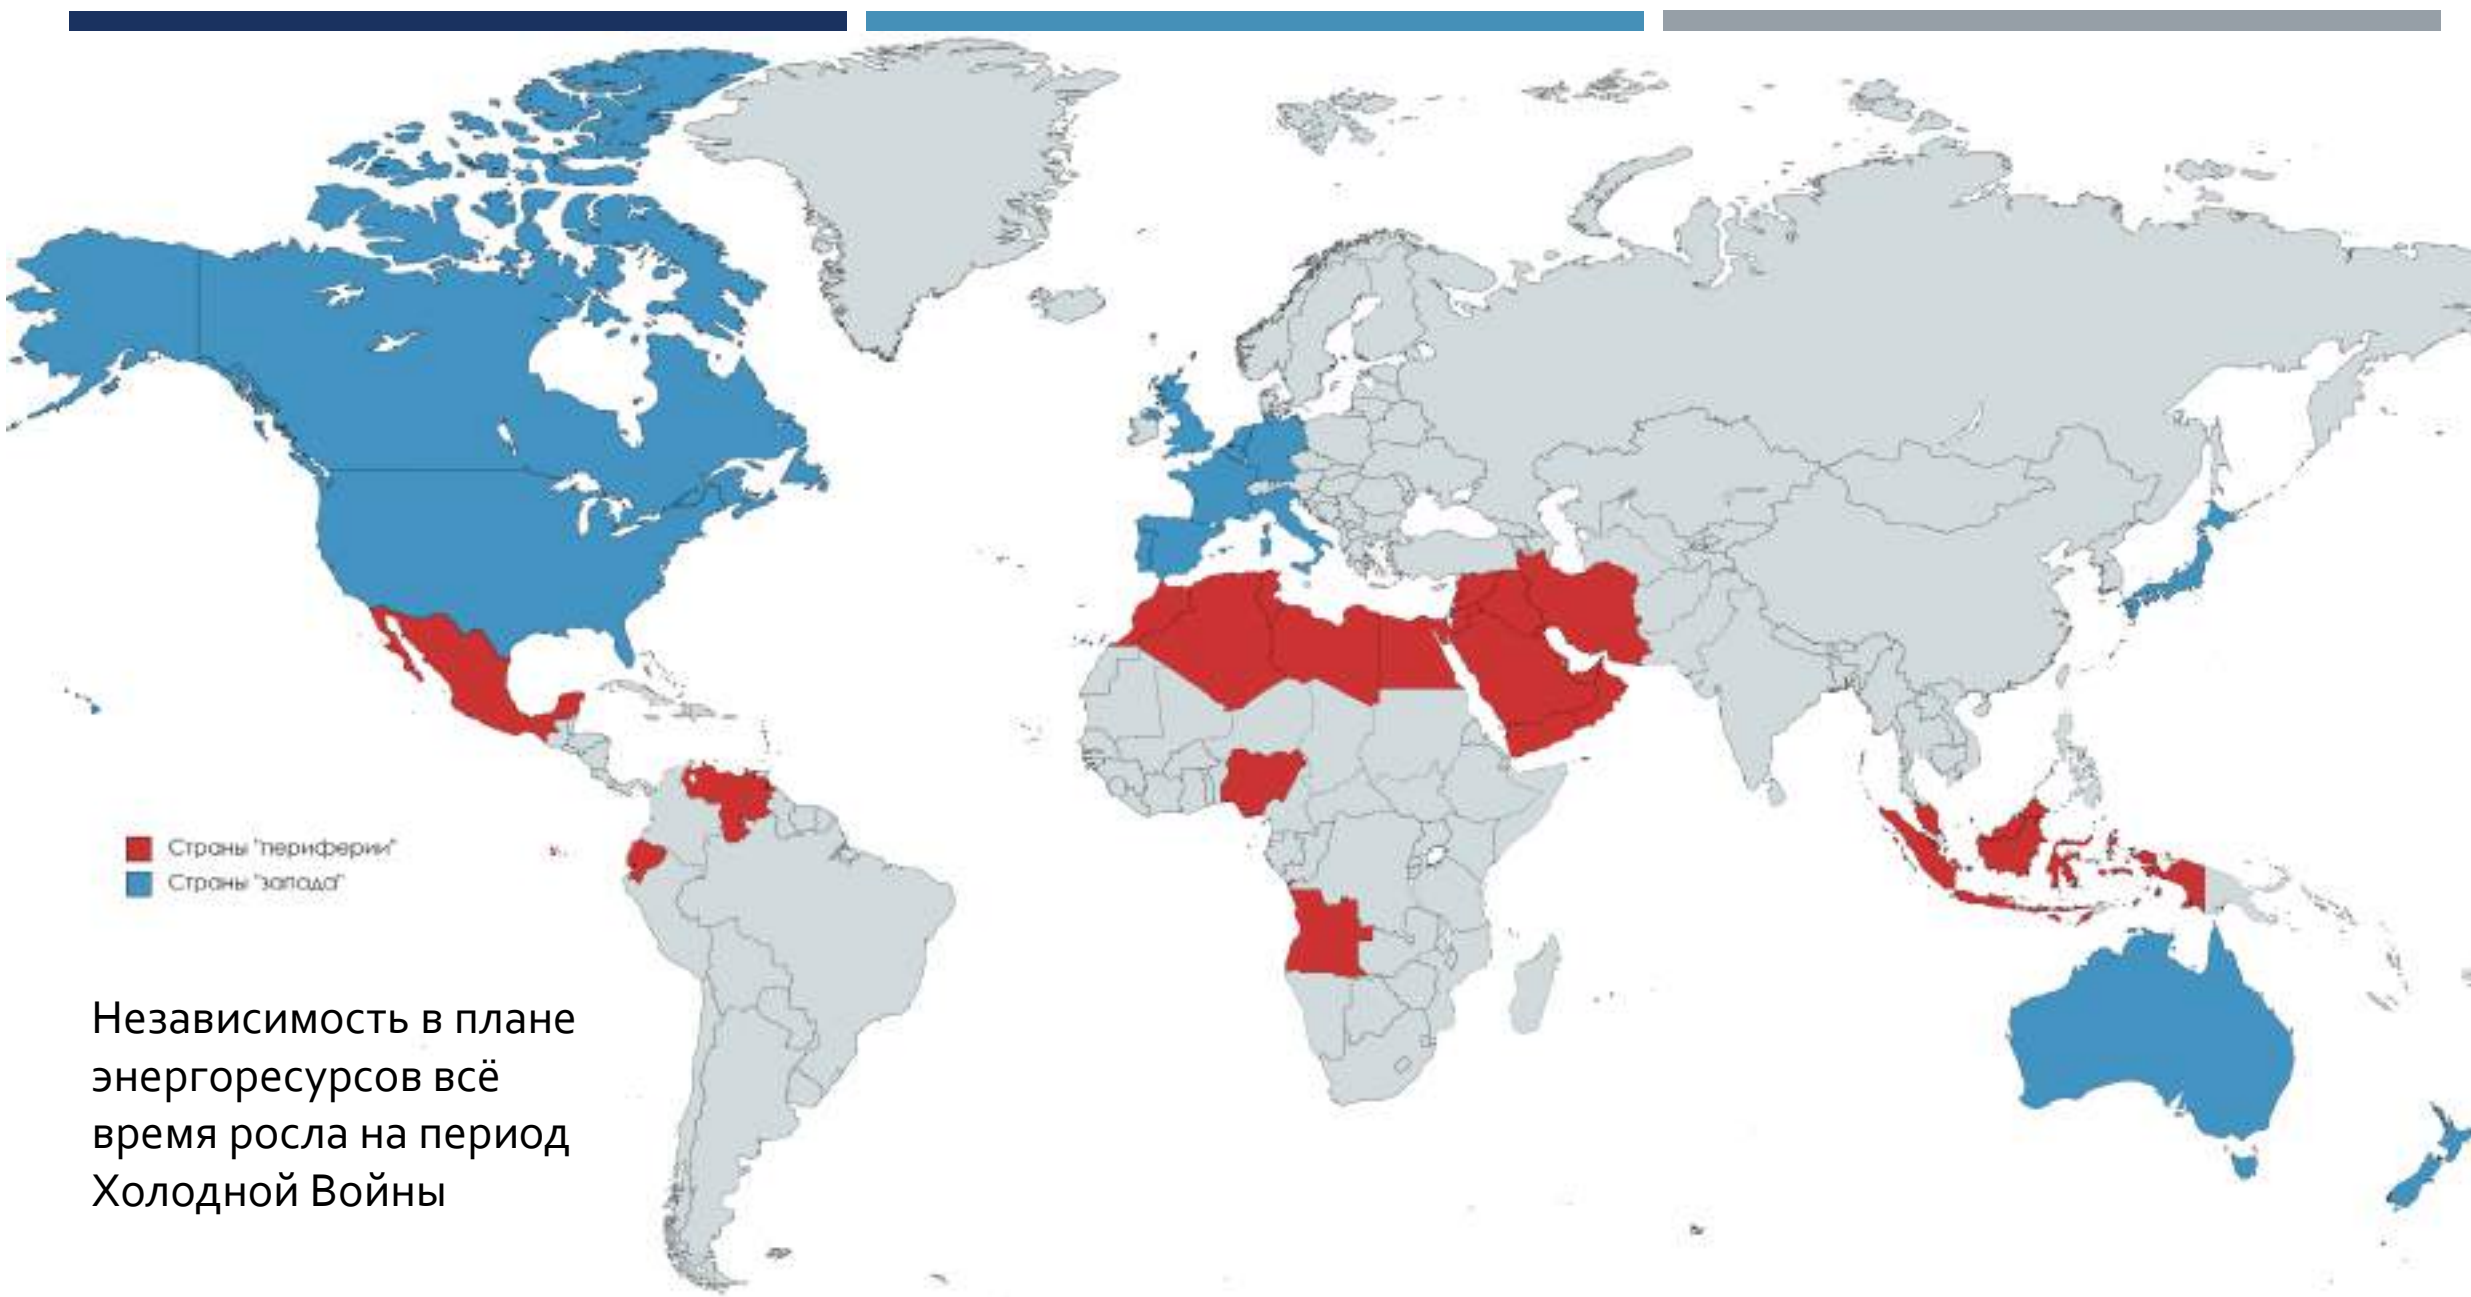 Страны "периферии"
Страны "запада"
Независимость в плане
энергоресурсов всё
время росла на период
Холодной Войны